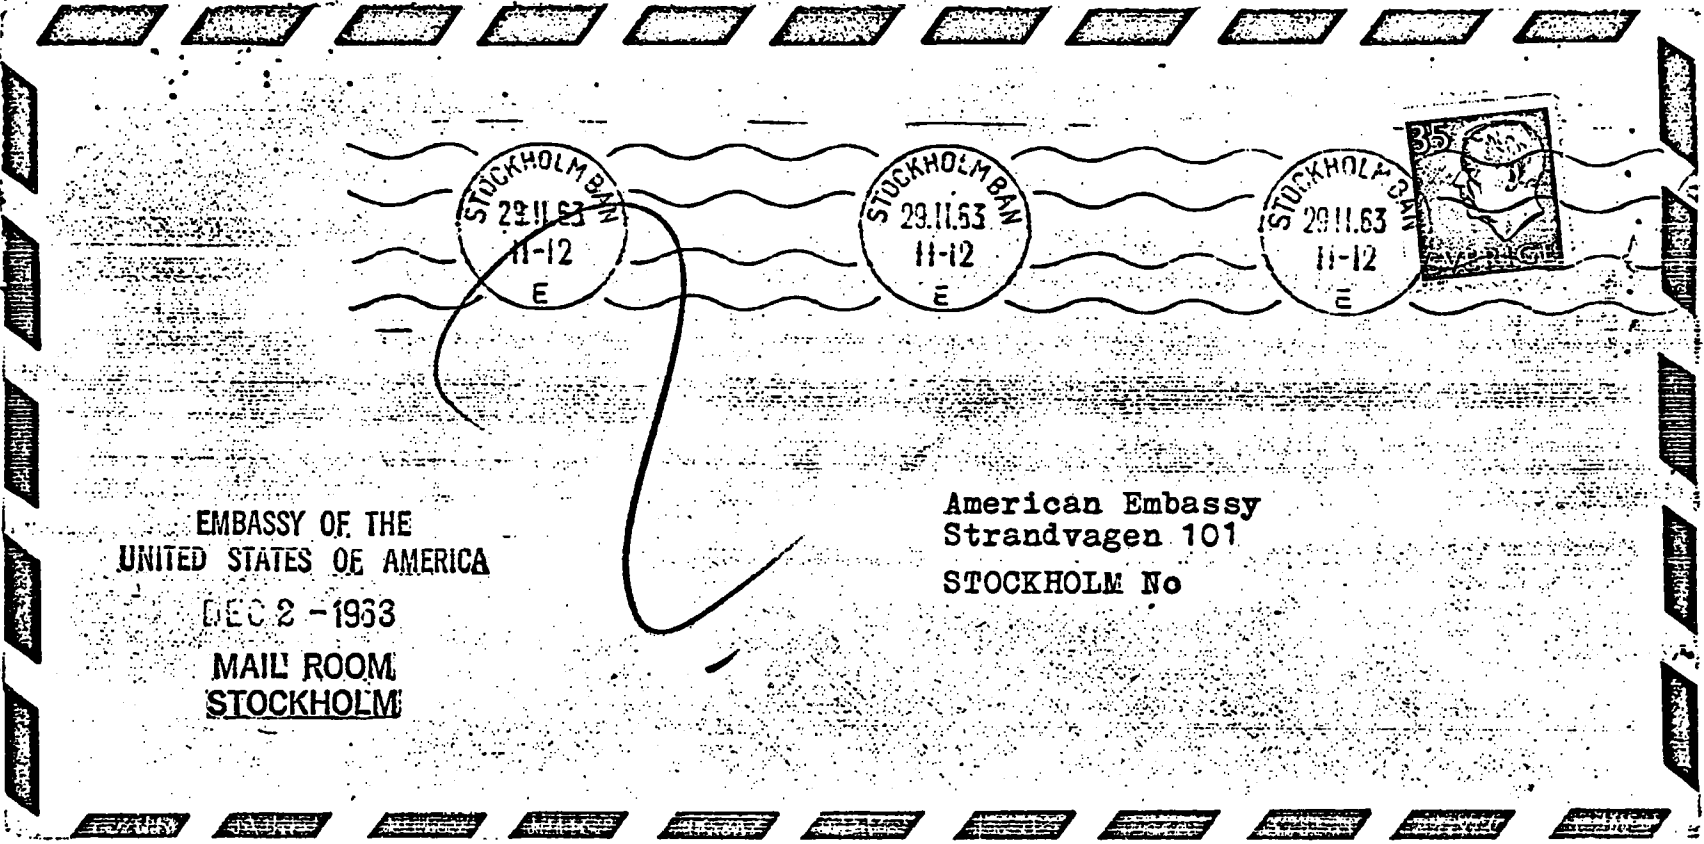 STOCKHOLM BAN
29.11.63
11-12
E
STOCKHOLM BAN
29.11.63
11-12
E
STOCKHOLM BAN
29.11.63
11-12
E
35
SVERIGE
American Embassy
Strandvagen 101
STOCKHOLM No
EMBASSY OF THE
UNITED STATES OF AMERICA
DEC 2 -1963
MAIL ROOM
STOCKHOLM